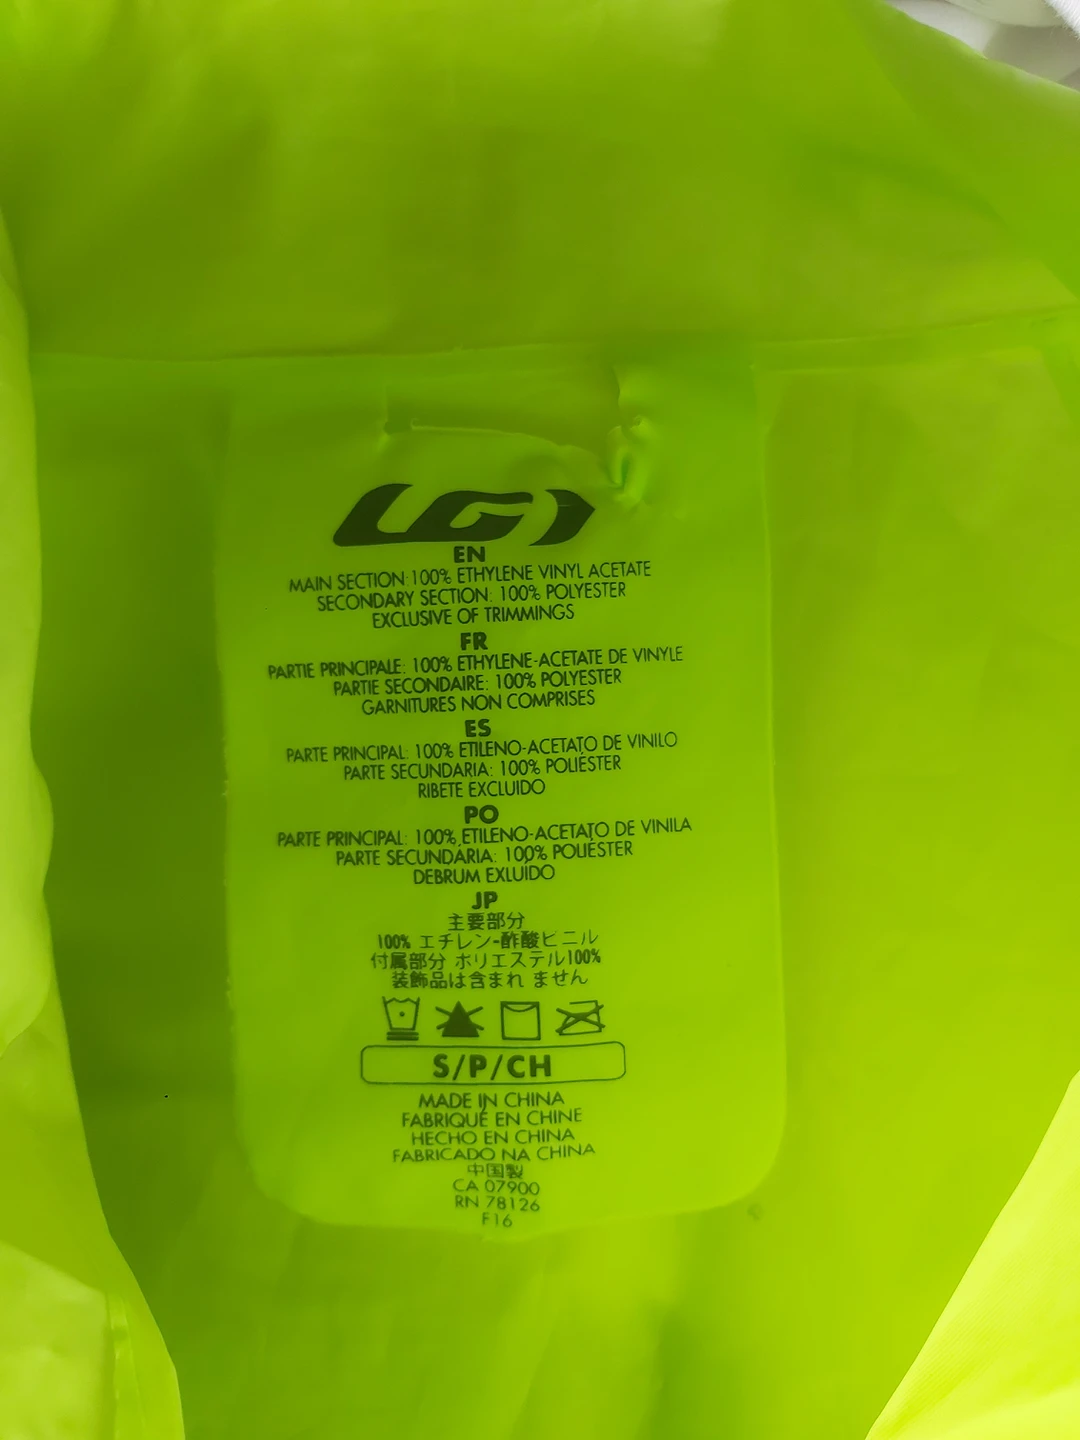 LG
EN
MAIN SECTION: 100% ETHYLENE VINYL ACETATE
SECONDARY SECTION: 100% POLYESTER
EXCLUSIVE OF TRIMMINGS
FR
PARTIE PRINCIPALE: 100% ETHYLENE-ACETATE DE VINYLE
PARTIE SECONDAIRE: 100% POLYESTER
GARNITURES NON COMPRISES
ES
PARTE PRINCIPAL: 100% ETILENO-ACETATO DE VINILO
PARTE SECUNDARIA: 100% POLIÉSTER
RIBETE EXCLUIDO
PO
PARTE PRINCIPAL: 100% ETILENO-ACETATO DE VINILA
PARTE SECUNDÁRIA: 100% POLIÉSTER
DEBRUM EXLUÍDO
JP
主要部分
100% エチレン-酢酸ビニル
付属部分 ポリエステル100%
装飾品は含まれ ません
S/P/CH
MADE IN CHINA
FABRIQUÉ EN CHINE
HECHO EN CHINA
FABRICADO NA CHINA
中国製
CA 07900
RN 78126
F16